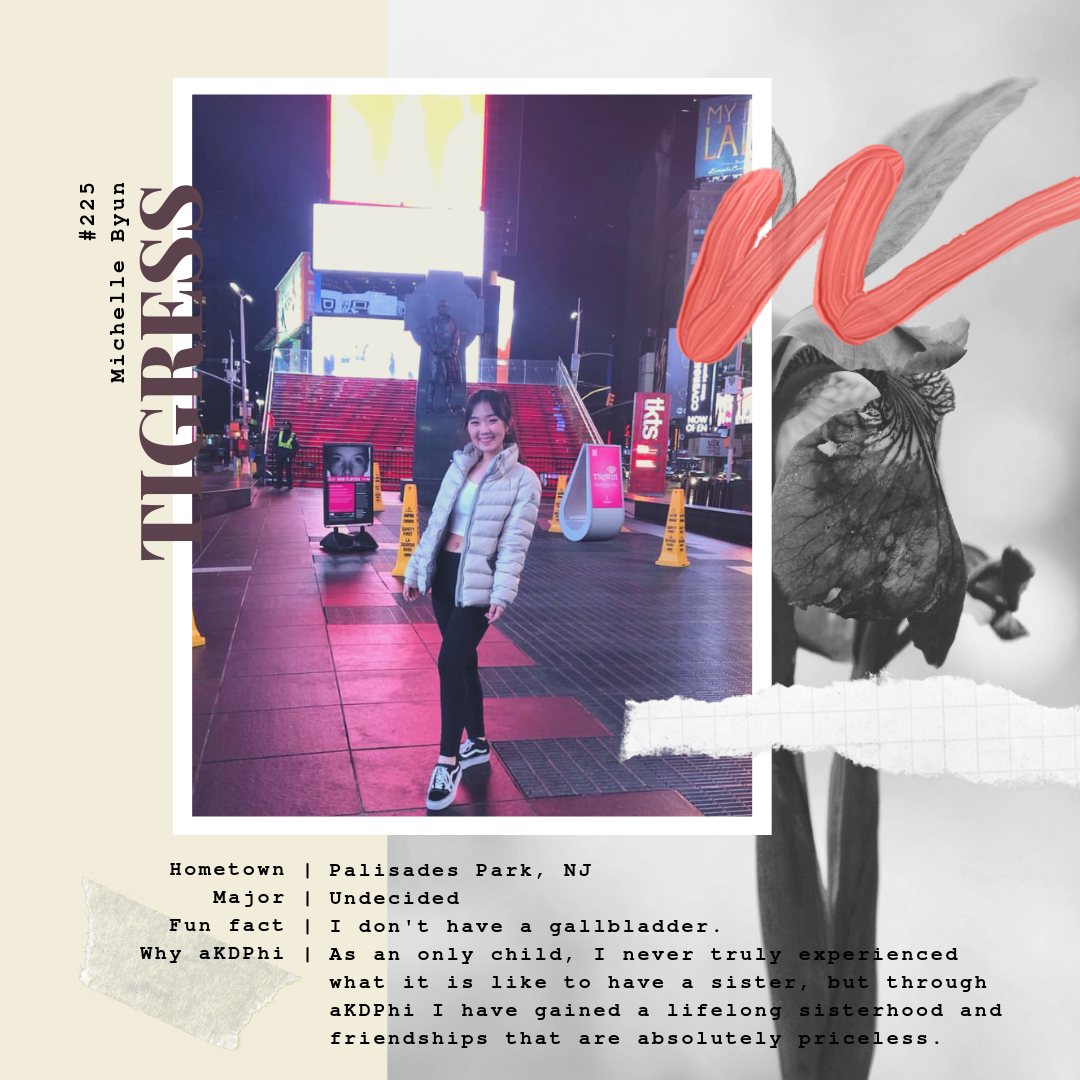 #225
Michelle Byun
TIGRESS
MY
LA
tkts
NOW
OPEN
Hometown | Palisades Park, NJ
Major | Undecided
Fun fact | I don't have a gallbladder.
Why aKDPhi | As an only child, I never truly experienced
what it is like to have a sister, but through
aKDPhi I have gained a lifelong sisterhood and
friendships that are absolutely priceless.